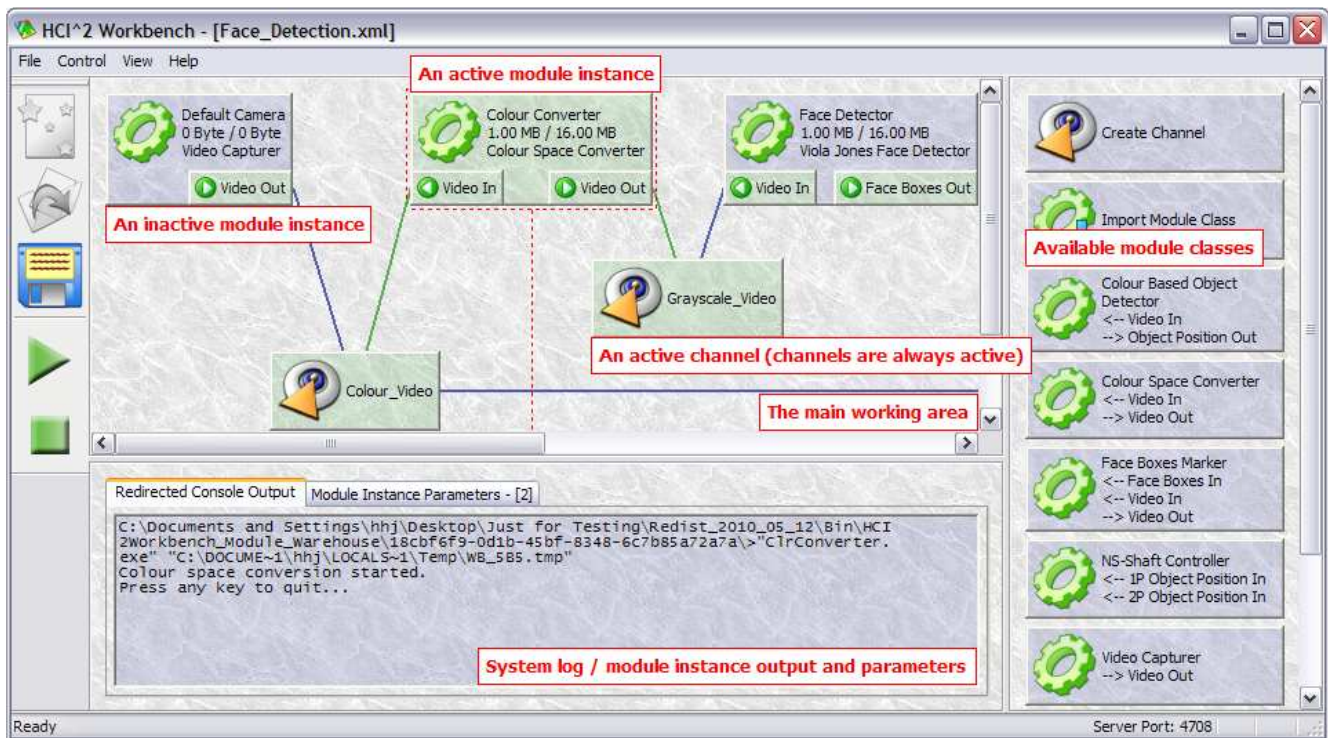 HCI^2 Workbench - [Face_Detection.xml]
File Control View Help
An active module instance
Default Camera
0 Byte / 0 Byte
Video Capturer
Video Out
An inactive module instance
Colour Converter
1.00 MB / 16.00 MB
Colour Space Converter
Video In
Video Out
Face Detector
1.00 MB / 16.00 MB
Viola Jones Face Detector
Video In
Face Boxes Out
Grayscale_Video
An active channel (channels are always active)
Colour_Video
The main working area
Create Channel
Import Module Class
Available module classes
Colour Based Object
Detector
<-- Video In
--> Object Position Out
Colour Space Converter
<-- Video In
--> Video Out
Face Boxes Marker
<-- Face Boxes In
<-- Video In
--> Video Out
NS-Shaft Controller
<-- 1P Object Position In
<-- 2P Object Position In
Video Capturer
--> Video Out
Redirected Console Output
Module Instance Parameters - [2]
C:\Documents and Settings\hhj\Desktop\Just for Testing\Redist_2010_05_12\Bin\HCI
2Workbench_Module_Warehouse\18cbf6f9-0d1b-45bf-8348-6c7b85a72a7a\>"ClrConverter.
exe" "C:\DOCUME~1\hhj\LOCALS~1\Temp\WB_5B5.tmp"
Colour space conversion started.
Press any key to quit...
System log / module instance output and parameters
Ready
Server Port: 4708